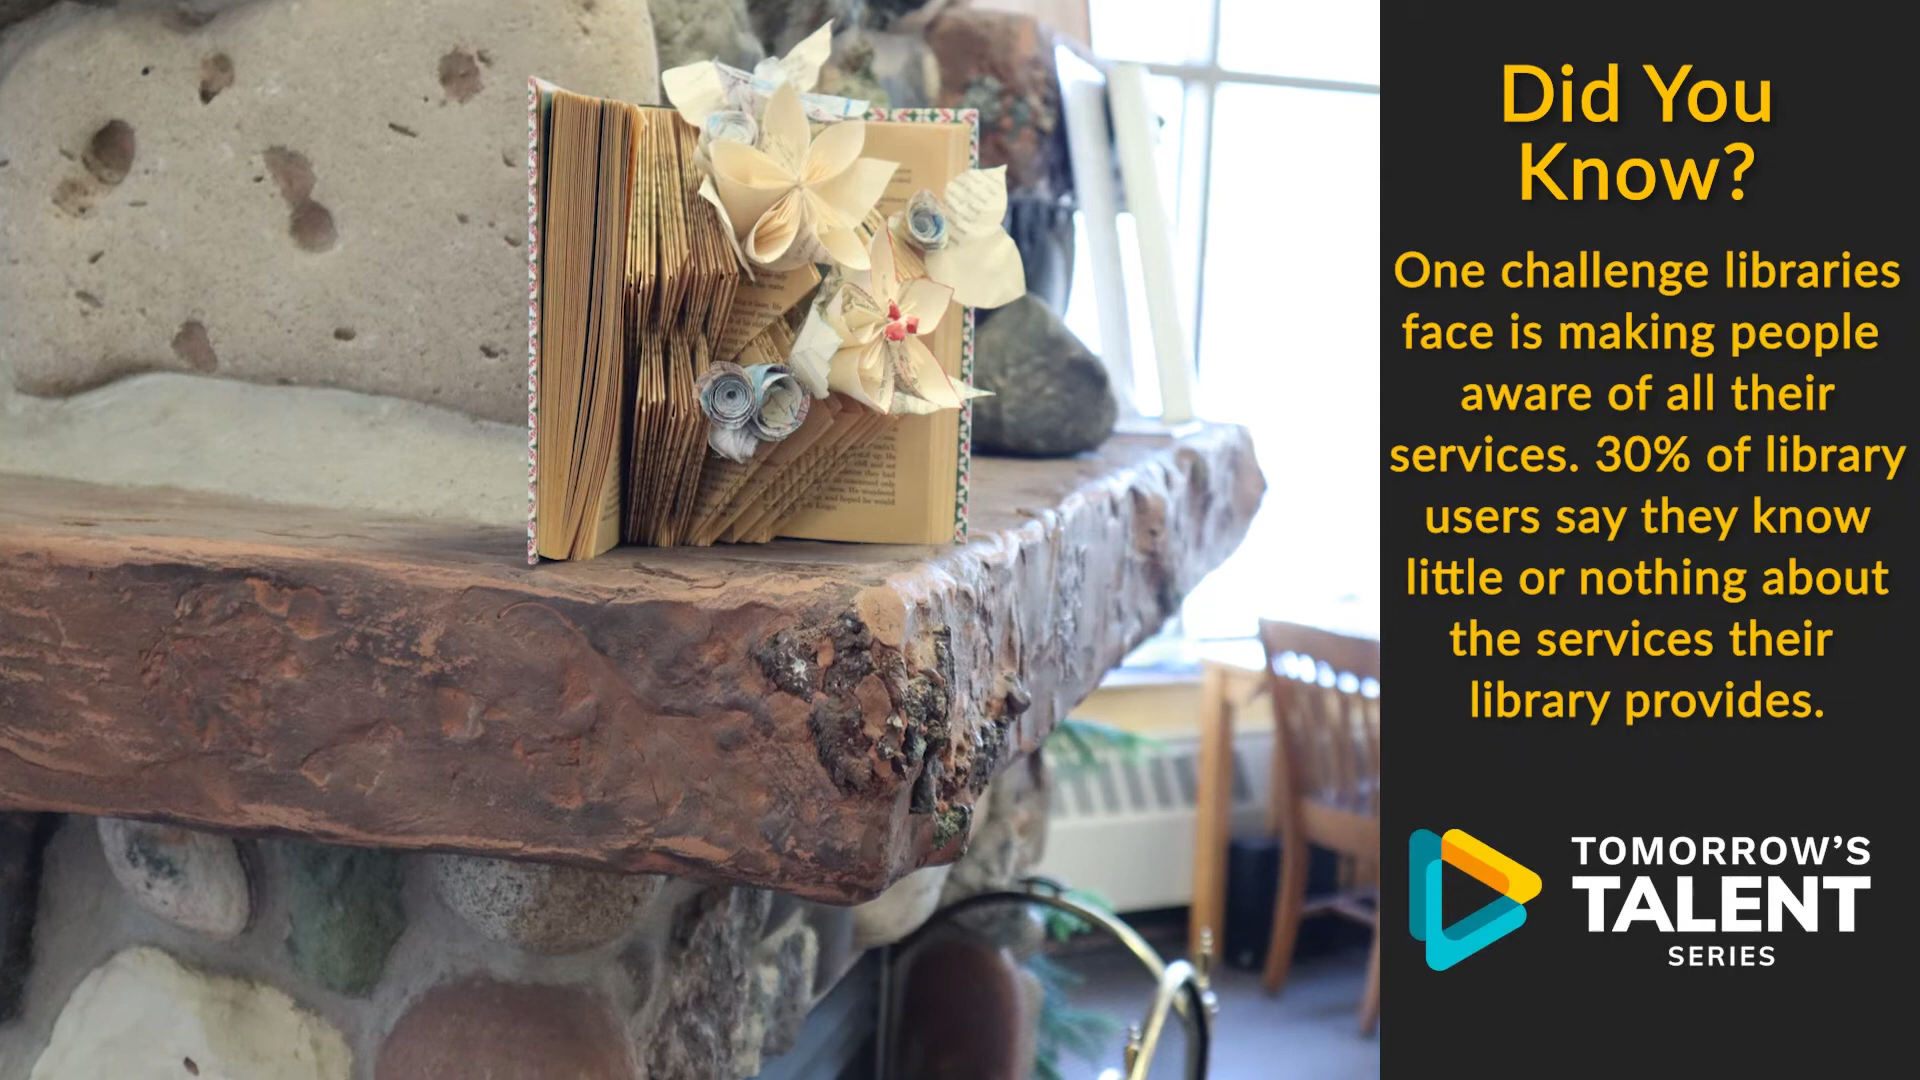 Did You
Know?
One challenge libraries
face is making people
aware of all their
services. 30% of library
users say they know
little or nothing about
the services their
library provides.
TOMORROW'S
TALENT
SERIES